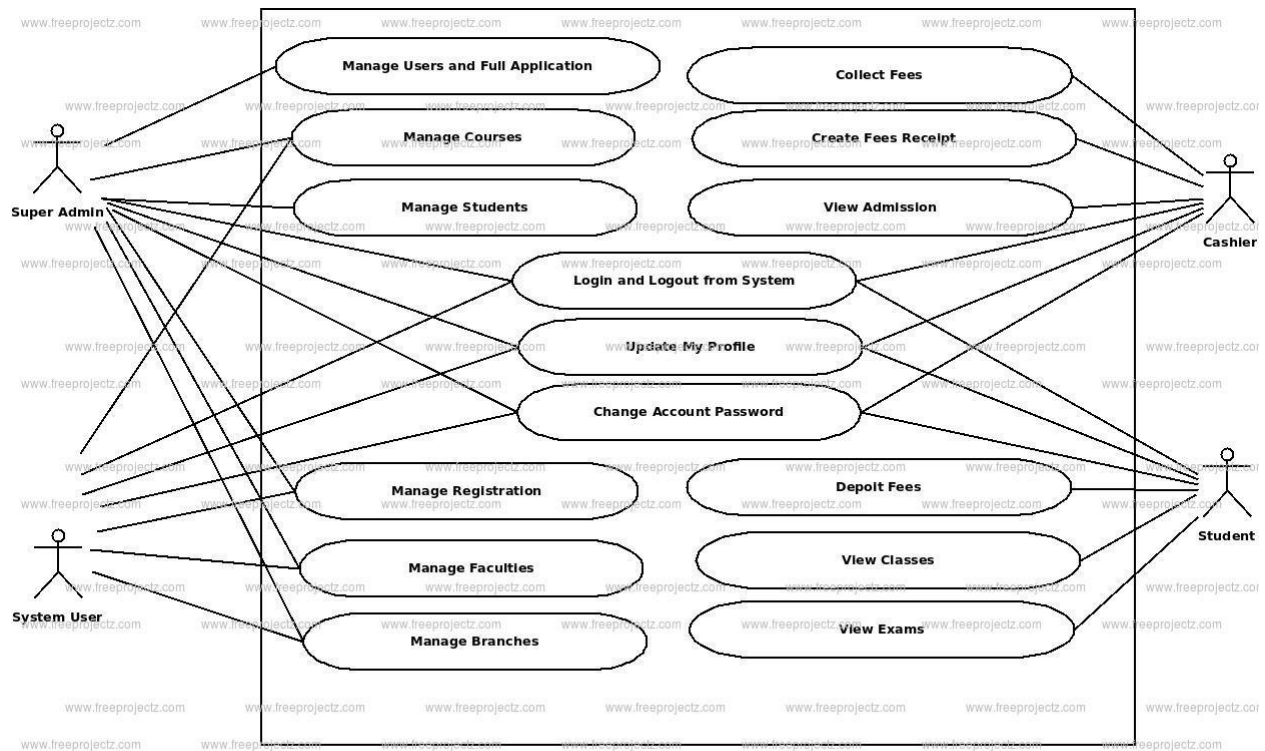 Manage Users and Full Application
Collect Fees
Manage Courses
Create Fees Receipt
Super Admin
Manage Students
View Admission
Cashier
Login and Logout from System
Update My Profile
Change Account Password
Manage Registration
Depoit Fees
Student
Manage Faculties
View Classes
System User
Manage Branches
View Exams
www.freeprojectz.com